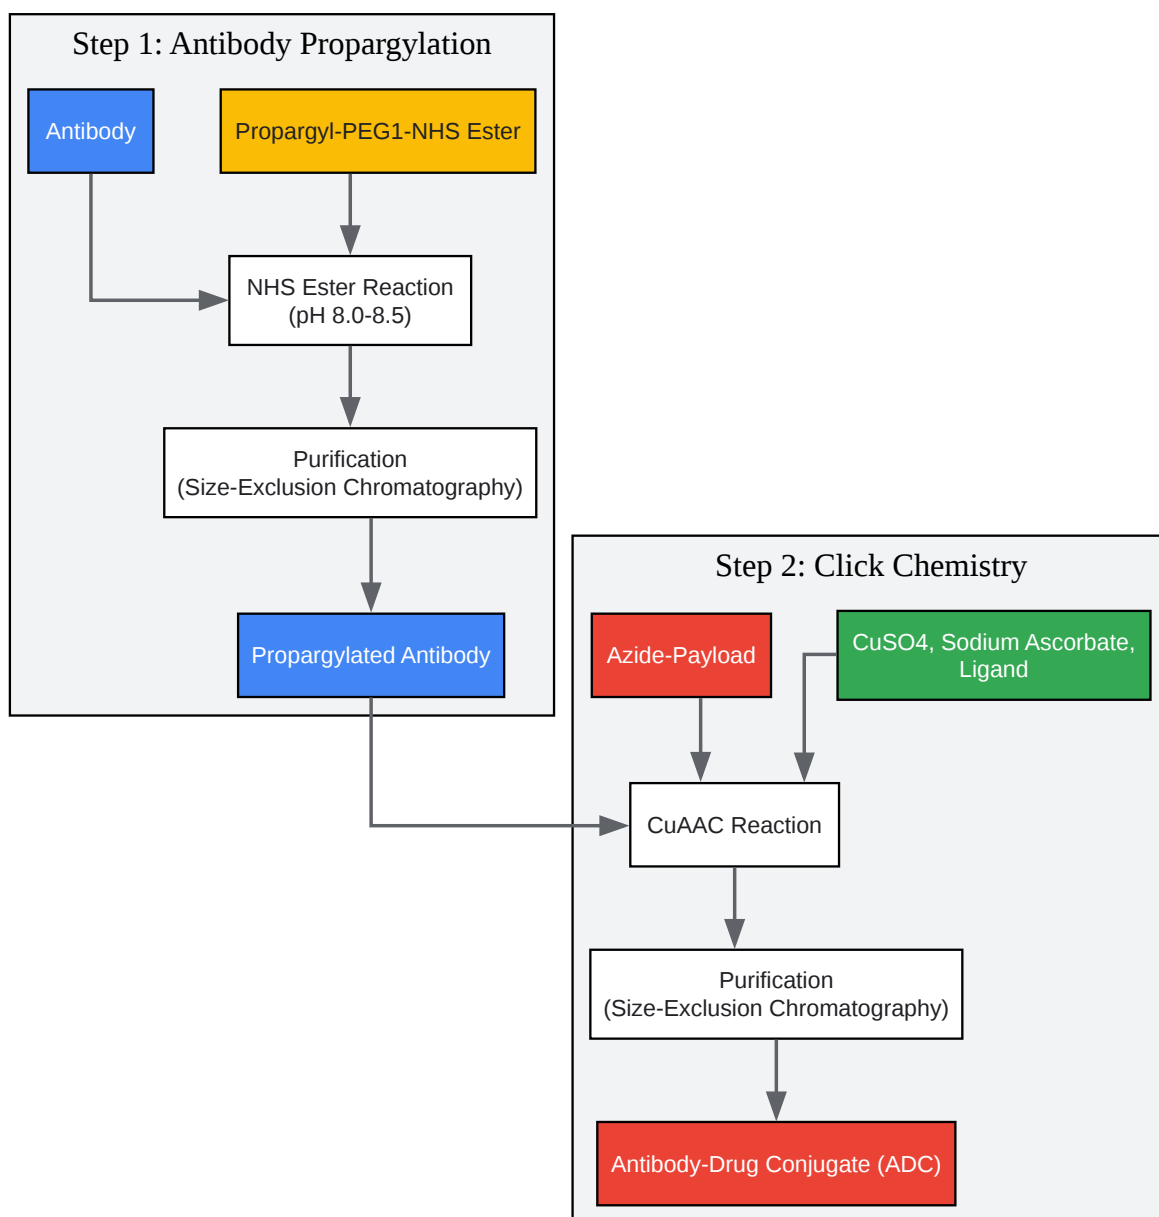 Step 1: Antibody Propargylation
Antibody
Propargyl-PEG1-NHS Ester
NHS Ester Reaction
(pH 8.0-8.5)
Purification
(Size-Exclusion Chromatography)
Propargylated Antibody
Step 2: Click Chemistry
Azide-Payload
CuSO4, Sodium Ascorbate,
Ligand
CuAAC Reaction
Purification
(Size-Exclusion Chromatography)
Antibody-Drug Conjugate (ADC)